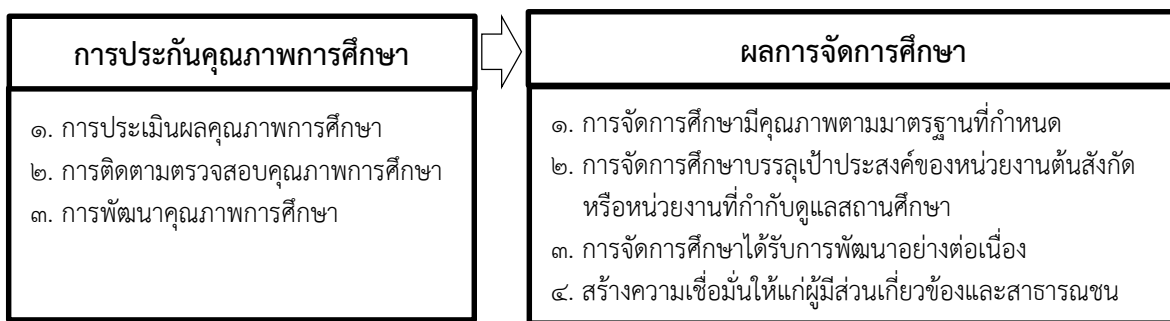 การประกันคุณภาพการศึกษา
๑. การประเมินผลคุณภาพการศึกษา
๒. การติดตามตรวจสอบคุณภาพการศึกษา
๓. การพัฒนาคุณภาพการศึกษา
ผลการจัดการศึกษา
๑. การจัดการศึกษามีคุณภาพตามมาตรฐานที่กำหนด
๒. การจัดการศึกษาบรรลุเป้าประสงค์ของหน่วยงานต้นสังกัด
หรือหน่วยงานที่กำกับดูแลสถานศึกษา
๓. การจัดการศึกษาได้รับการพัฒนาอย่างต่อเนื่อง
๔. สร้างความเชื่อมั่นให้แก่ผู้มีส่วนเกี่ยวข้องและสาธารณชน